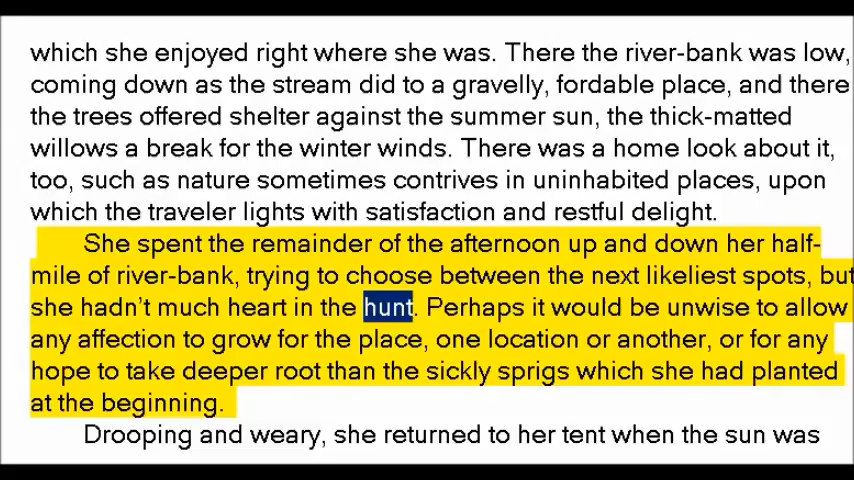 which she enjoyed right where she was. There the river-bank was low,
coming down as the stream did to a gravelly, fordable place, and there
the trees offered shelter against the summer sun, the thick-matted
willows a break for the winter winds. There was a home look about it,
too, such as nature sometimes contrives in uninhabited places, upon
which the traveler lights with satisfaction and restful delight.
She spent the remainder of the afternoon up and down her half-
mile of river-bank, trying to choose between the next likeliest spots, but
she hadn’t much heart in the hunt. Perhaps it would be unwise to allow
any affection to grow for the place, one location or another, or for any
hope to take deeper root than the sickly sprigs which she had planted
at the beginning.
Drooping and weary, she returned to her tent when the sun was